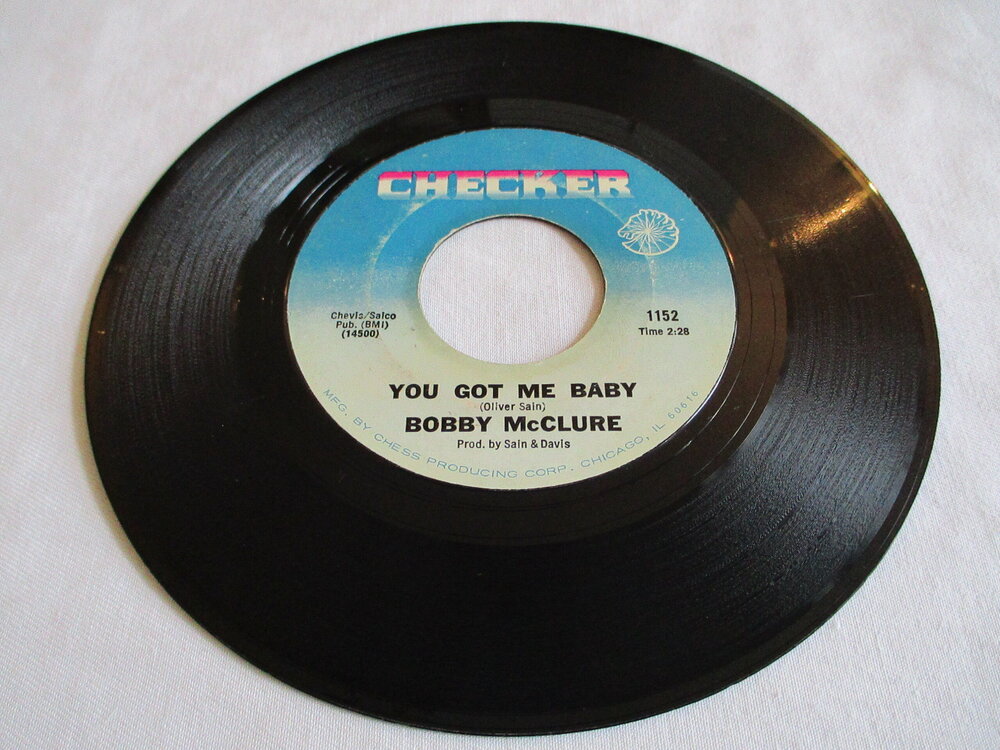 CHECKER
Chevis/Saico
Pub. (BMI)
(14500)
1152
Time 2:28
YOU GOT ME BABY
(Oliver Sain)
BOBBY McCLURE
Prod. by Sain & Davis
MFG. BY CHESS PRODUCING CORP. CHICAGO, IL 60616